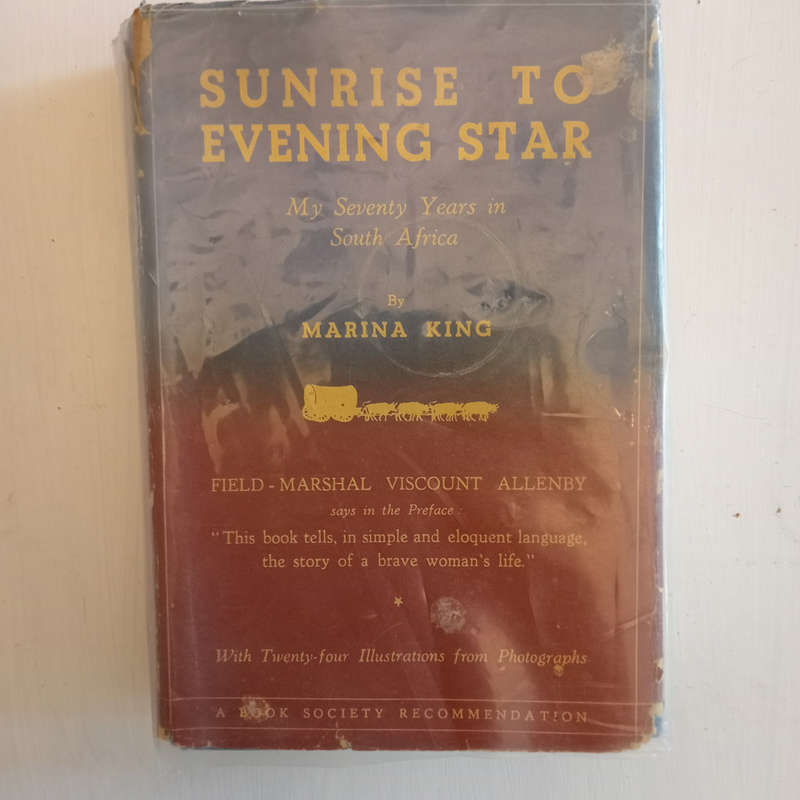 SUNRISE TO
EVENING STAR
My Seventy Years in
South Africa
By
MARINA KING
FIELD-MARSHAL VISCOUNT ALLENBY
says in the Preface:
"This book tells, in simple and eloquent language,
the story of a brave woman's life."
With Twenty-four Illustrations from Photographs
A BOOK SOCIETY RECOMMENDATION